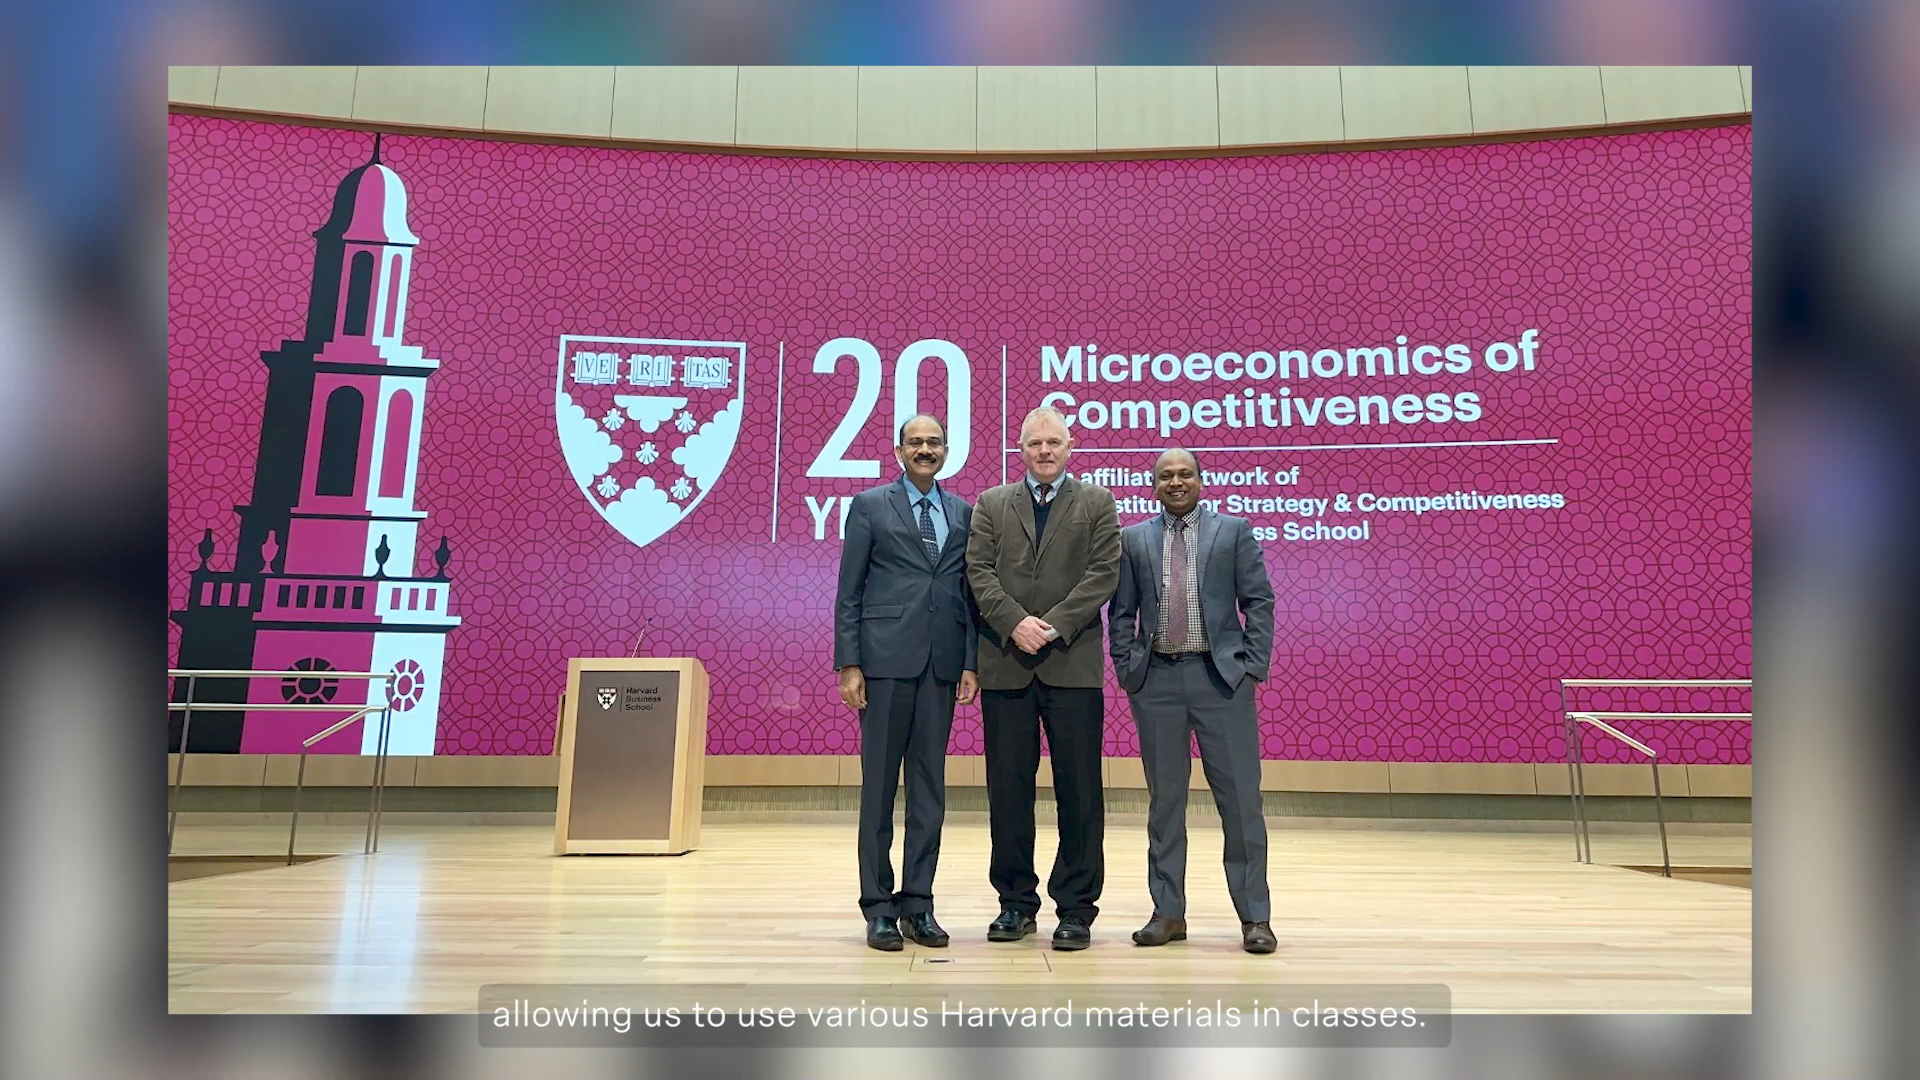 VE RI TAS
20
Microeconomics of
Competitiveness
affiliat twork of
stitu or Strategy & Competitiveness
ss School
Harvard
Business
School
allowing us to use various Harvard materials in classes.